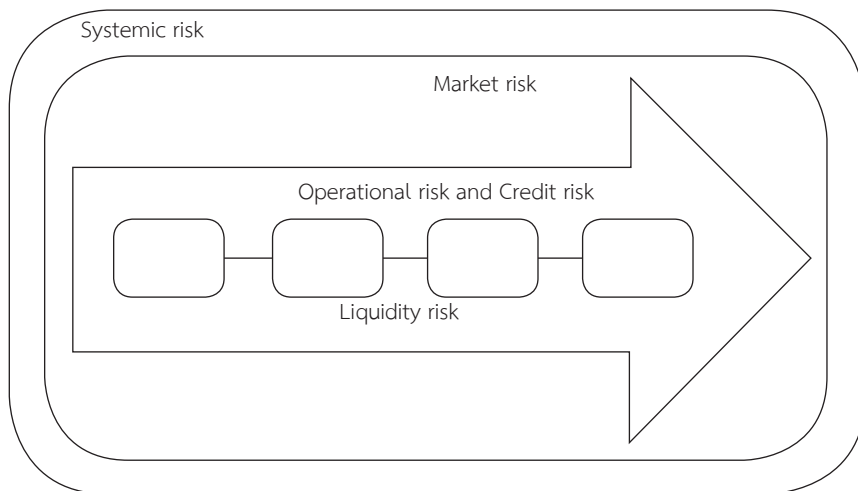 Systemic risk
Market risk
Operational risk and Credit risk
Liquidity risk